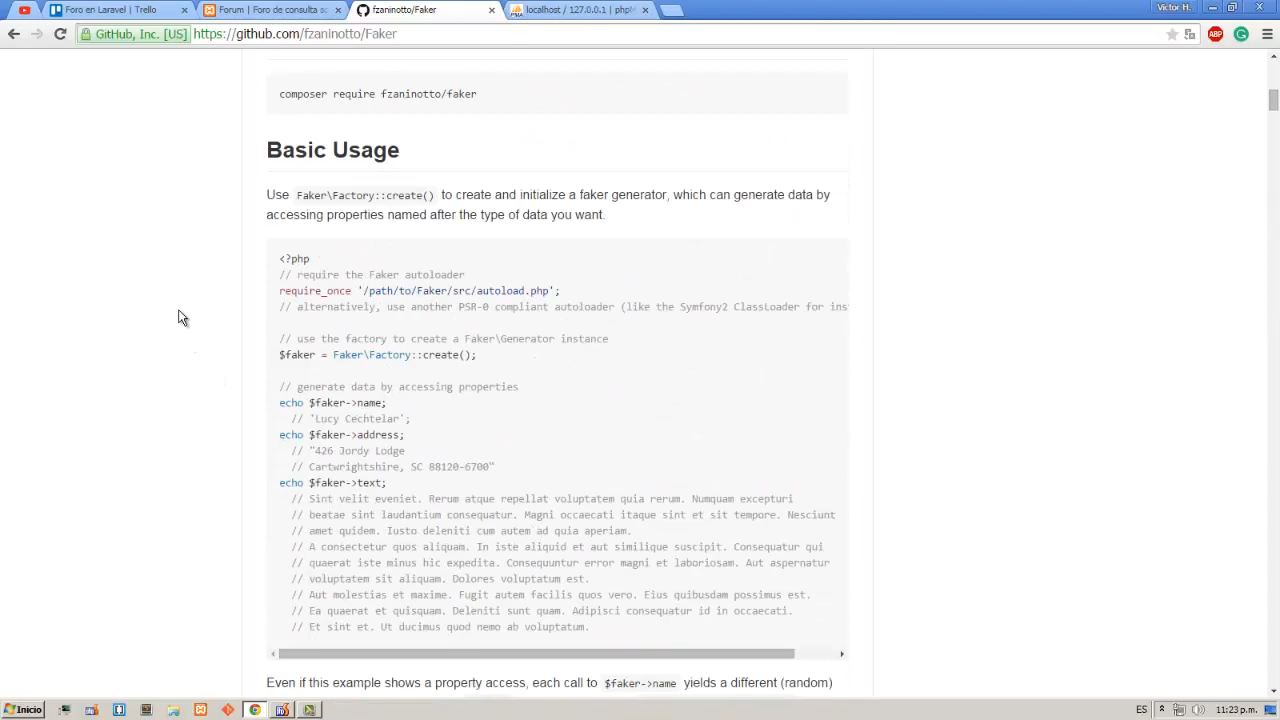 Foro en Laravel | Trello
Forum | Foro de consulta so
fzaninotto/Faker
localhost / 127.0.0.1 | phpM
Victor H.
GitHub, Inc. [US]
https://github.com/fzaninotto/Faker
ABP
composer require fzaninotto/faker
Basic Usage
Use Faker\Factory::create() to create and initialize a faker generator, which can generate data by
accessing properties named after the type of data you want.
<?php
// require the Faker autoloader
require_once '/path/to/Faker/src/autoload.php';
// alternatively, use another PSR-0 compliant autoloader (like the Symfony2 ClassLoader for ins
// use the factory to create a Faker\Generator instance
$faker = Faker\Factory::create();
// generate data by accessing properties
echo $faker->name;
// 'Lucy Cechtelar';
echo $faker->address;
// "426 Jordy Lodge
// Cartwrightshire, SC 88120-6700"
echo $faker->text;
// Sint velit eveniet. Rerum atque repellat voluptatem quia rerum. Numquam excepturi
// beatae sint laudantium consequatur. Magni occaecati itaque sint et sit tempore. Nesciunt
// amet quidem. Iusto deleniti cum autem ad quia aperiam.
// A consectetur quos aliquam. In iste aliquid et aut similique suscipit. Consequatur qui
// quaerat iste minus hic expedita. Consequuntur error magni et laboriosam. Aut aspernatur
// voluptatem sit aliquam. Dolores voluptatum est.
// Aut molestias et maxime. Fugit autem facilis quos vero. Eius quibusdam possimus est.
// Ea quaerat et quisquam. Deleniti sunt quam. Adipisci consequatur id in occaecati.
// Et sint et. Ut ducimus quod nemo ab voluptatum.
Even if this example shows a property access, each call to $faker->name yields a different (random)
Inicio
ES
11:23 p.m.